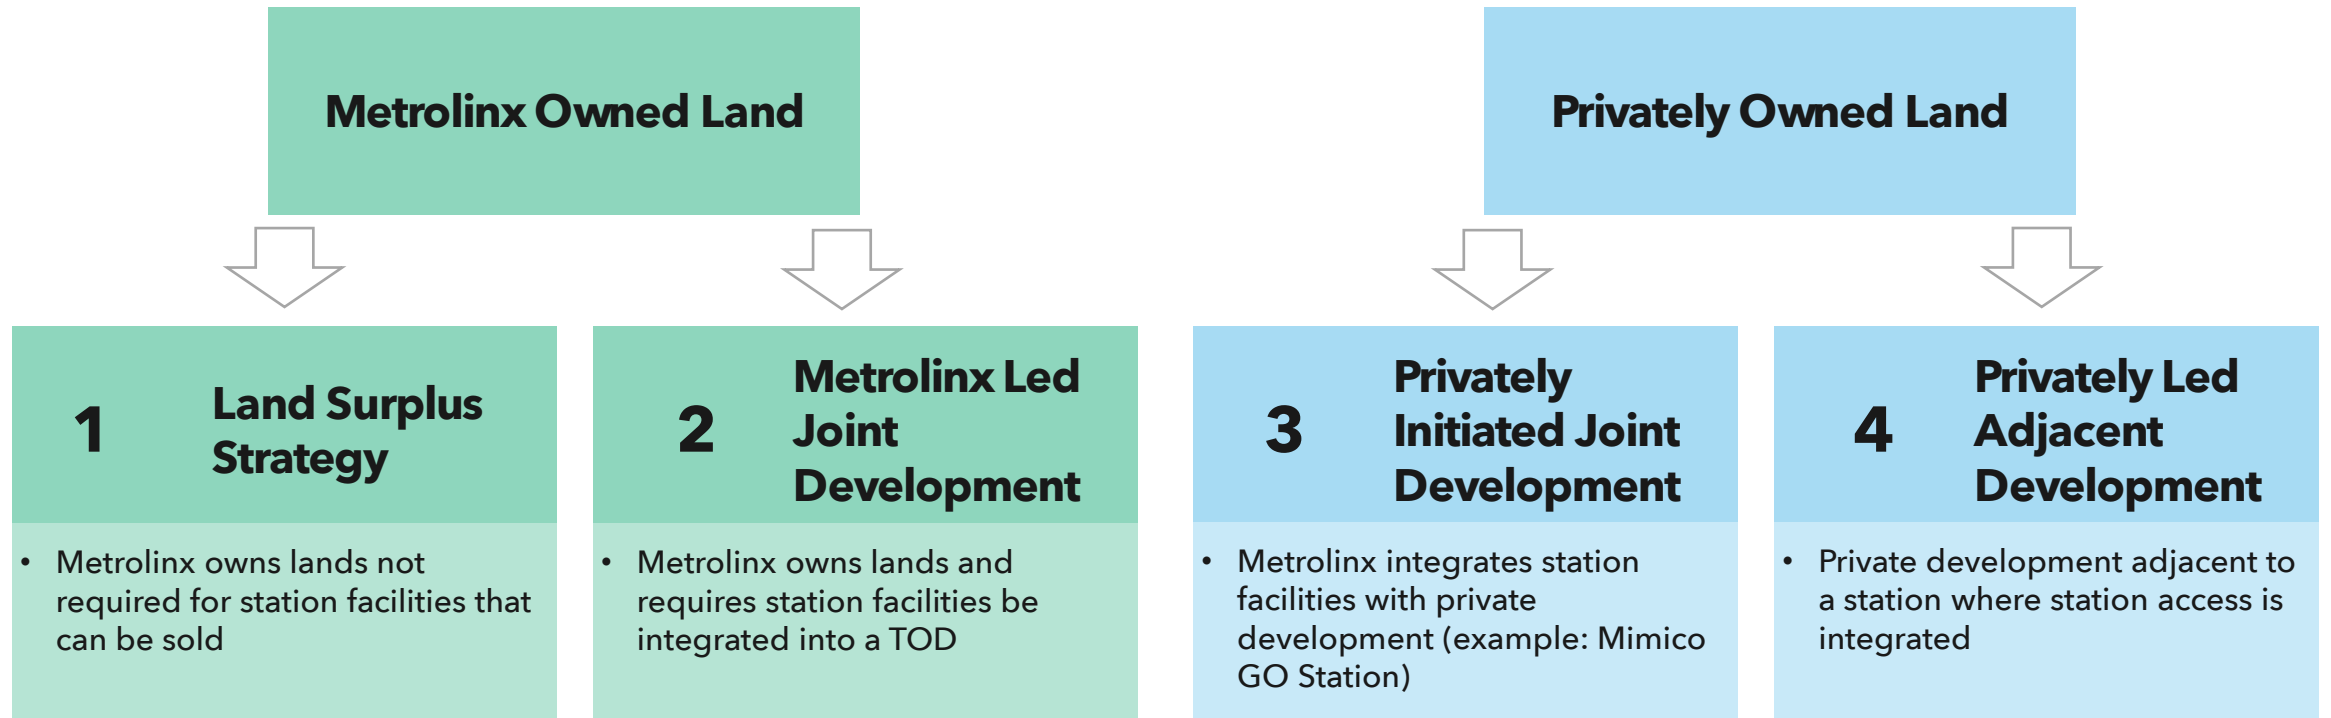 Metrolinx Owned Land
Privately Owned Land
1
Land Surplus
Strategy
• Metrolinx owns lands not
required for station facilities that
can be sold
2
Metrolinx Led
Joint
Development
• Metrolinx owns lands and
requires station facilities be
integrated into a TOD
3
Privately
Initiated Joint
Development
• Metrolinx integrates station
facilities with private
development (example: Mimico
GO Station)
4
Privately Led
Adjacent
Development
• Private development adjacent to
a station where station access is
integrated